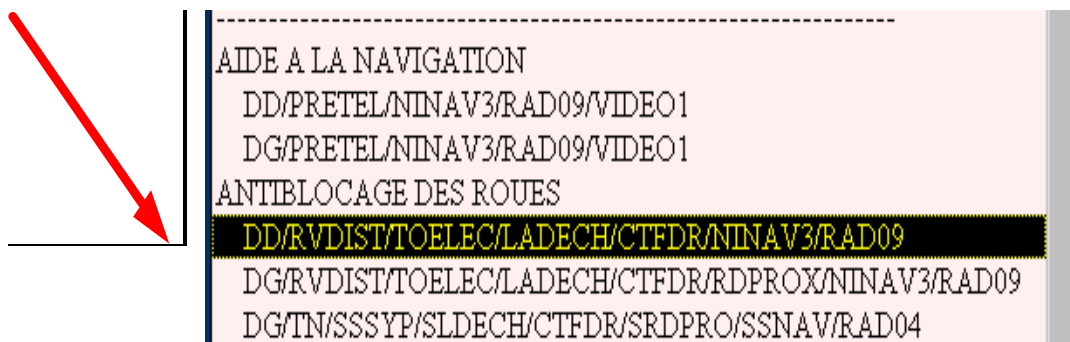 AIDE A LA NAVIGATION
DD/PRETEL/NINAV3/RAD09/VIDEO1
DG/PRETEL/NINAV3/RAD09/VIDEO1
ANTIBLOCAGE DES ROUES
DD/RVDIST/TOELEC/LADECH/CTFDR/NINAV3/RAD09
DG/RVDIST/TOELEC/LADECH/CTFDR/RDPROX/NINAV3/RAD09
DG/TN/SSSYP/SLDECH/CTFDR/SRDPRO/SSNAV/RAD04